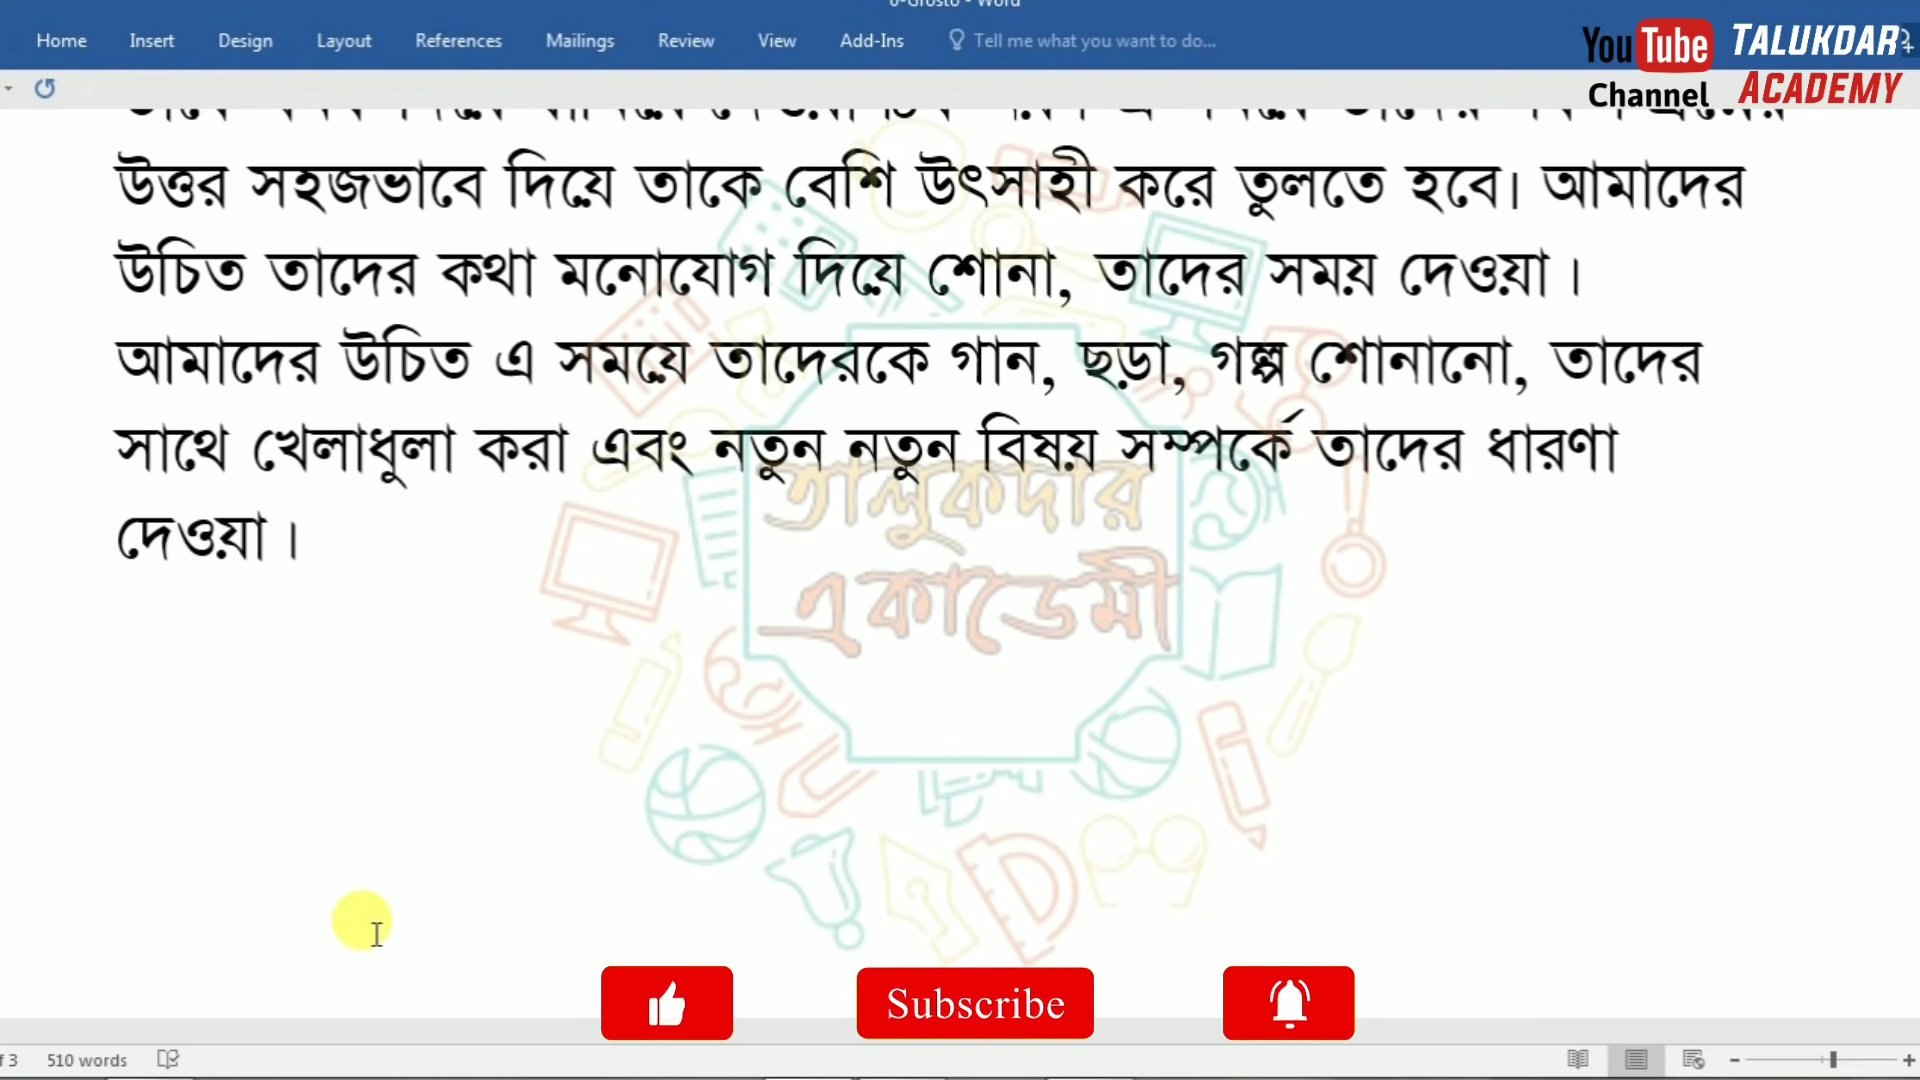 Home Insert Design Layout References Mailings Review View Add-Ins Tell me what you want to do...
YouTube TALUKDAR
Channel ACADEMY
উত্তর সহজভাবে দিয়ে তাকে বেশি উৎসাহী করে তুলতে হবে। আমাদের
উচিত তাদের কথা মনোযোগ দিয়ে শোনা, তাদের সময় দেওয়া।
আমাদের উচিত এ সময়ে তাদেরকে গান, ছড়া, গল্প শোনানো, তাদের
সাথে খেলাধুলা করা এবং নতুন নতুন বিষয় সম্পর্কে তাদের ধারণা
দেওয়া।
তালুকদার
একাডেমী
Subscribe
f 3 510 words